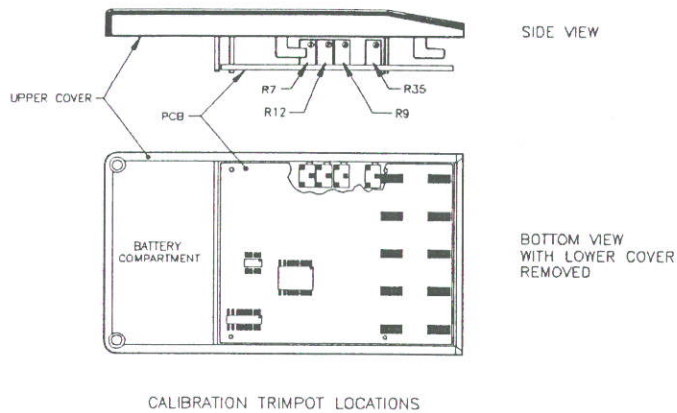 SIDE VIEW
R7
R35
R12
R9
UPPER COVER
PCB
BATTERY
COMPARTMENT
BOTTOM VIEW
WITH LOWER COVER
REMOVED
CALIBRATION TRIMPOT LOCATIONS